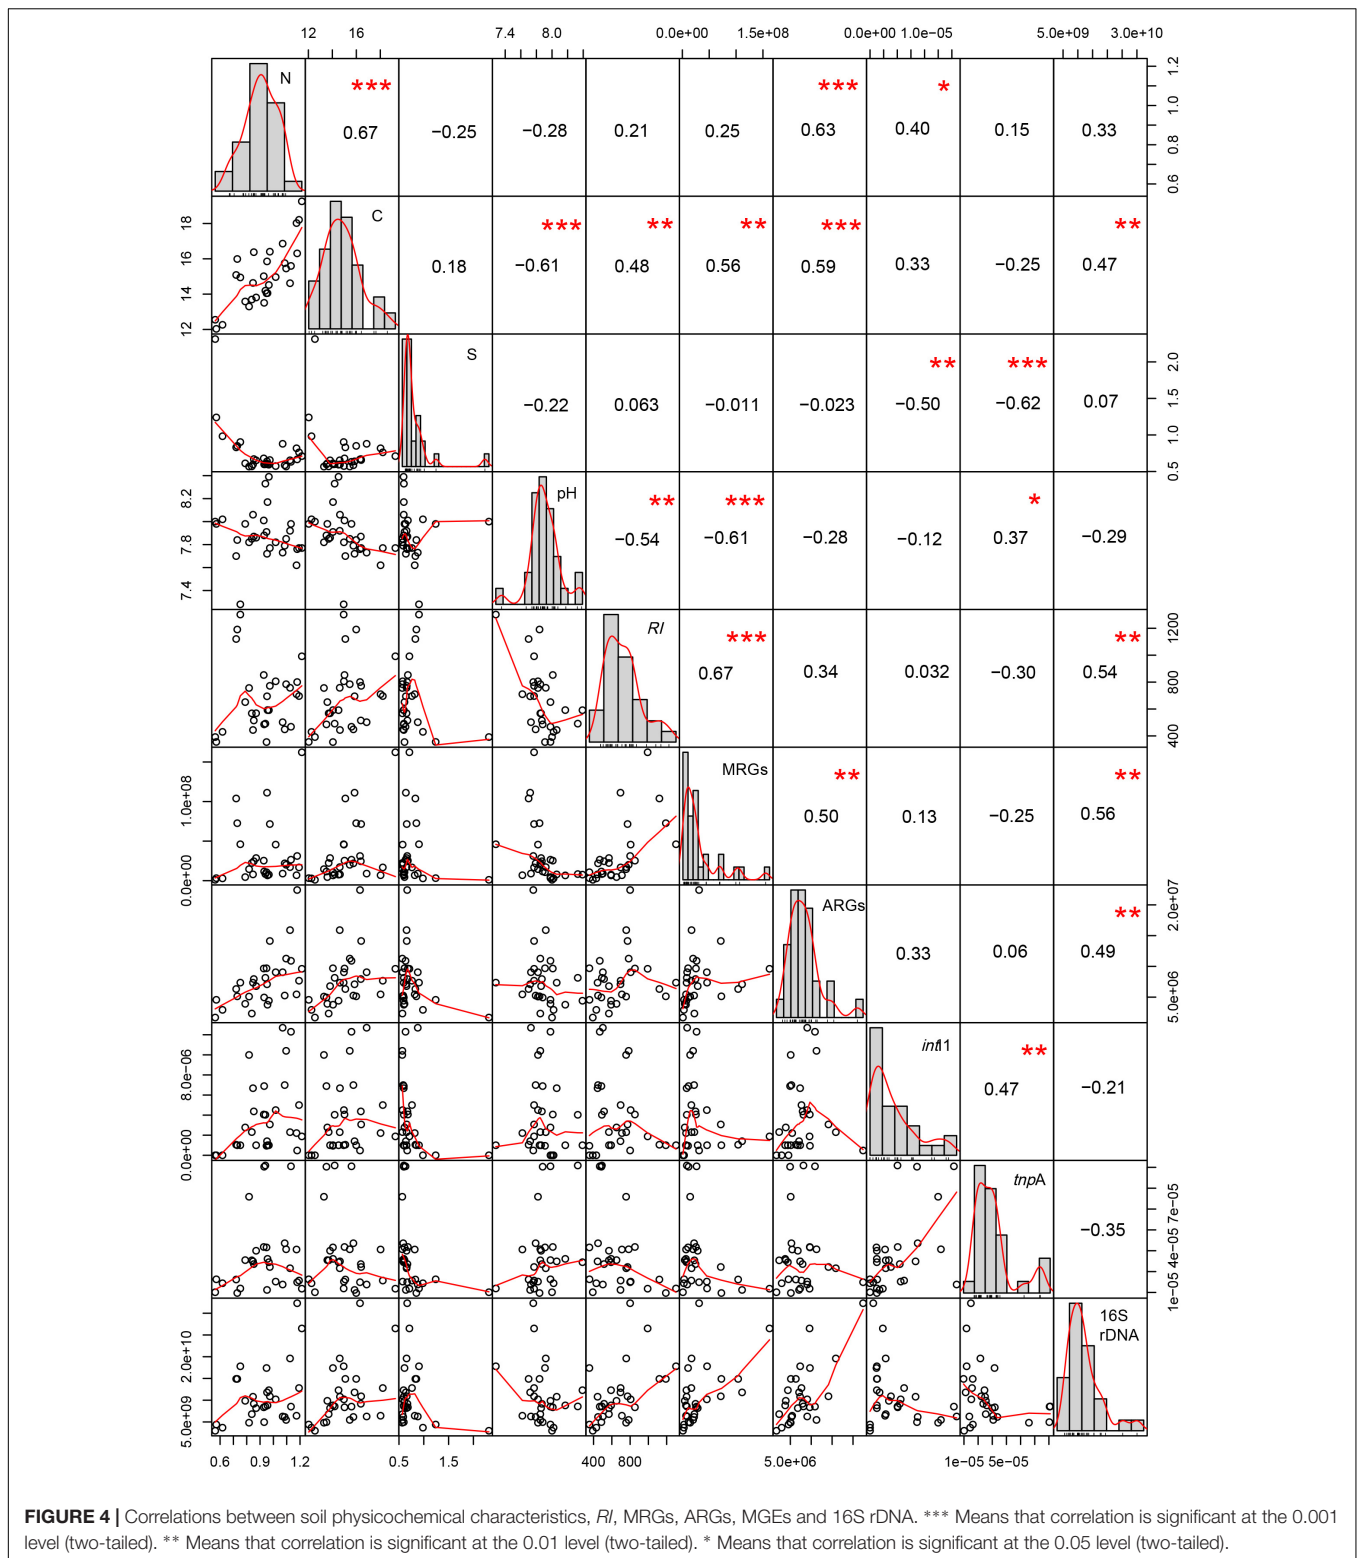 12 16 7.4 8.0 0.0e+00 1.5e+08 0.0e+00 1.0e-05 5.0e+09 3.0e+10
N *** *** *
0.67 −0.25 −0.28 0.21 0.25 0.63 0.40 0.15 0.33
0.6 0.8 1.0 1.2
C *** ** ** *** **
0.18 −0.61 0.48 0.56 0.59 0.33 −0.25 0.47
12 14 16 18
S ** ***
−0.22 0.063 −0.011 −0.023 −0.50 −0.62 0.07
0.5 1.0 1.5 2.0
pH ** *** *
−0.54 −0.61 −0.28 −0.12 0.37 −0.29
7.4 7.8 8.2
RI *** **
0.67 0.34 0.032 −0.30 0.54
400 800 1200
MRGs ** **
0.50 0.13 −0.25 0.56
0.0e+00 1.0e+08
ARGs **
0.33 0.06 0.49
5.0e+06 2.0e+07
intI1 **
0.47 −0.21
0.0e+00 8.0e-06
tnpA
−0.35
1e-05 4e-05 7e-05
16S
rDNA
5.0e+09 2.0e+10
0.6 0.9 1.2 0.5 1.5 400 800 5.0e+06 1e-05 5e-05
FIGURE 4 | Correlations between soil physicochemical characteristics, RI, MRGs, ARGs, MGEs and 16S rDNA. *** Means that correlation is significant at the 0.001
level (two-tailed). ** Means that correlation is significant at the 0.01 level (two-tailed). * Means that correlation is significant at the 0.05 level (two-tailed).